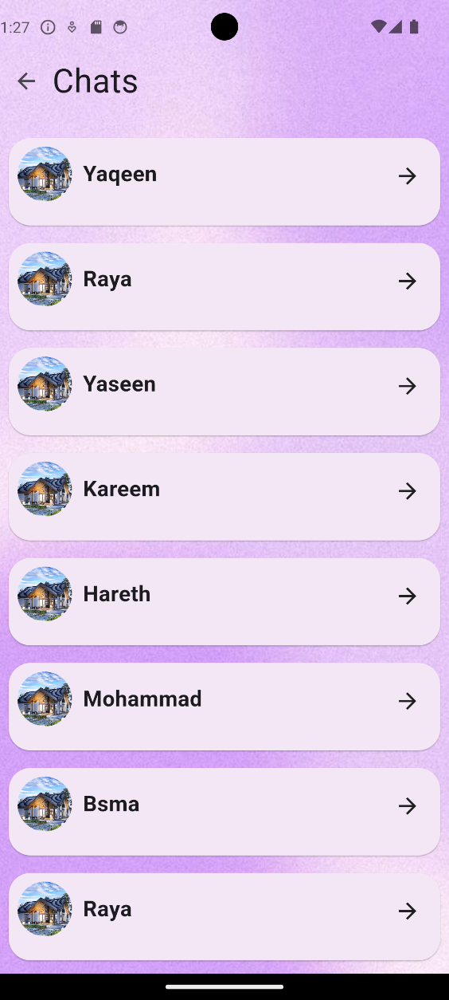 1:27
Chats
Yaqeen
Raya
Yaseen
Kareem
Hareth
Mohammad
Bsma
Raya